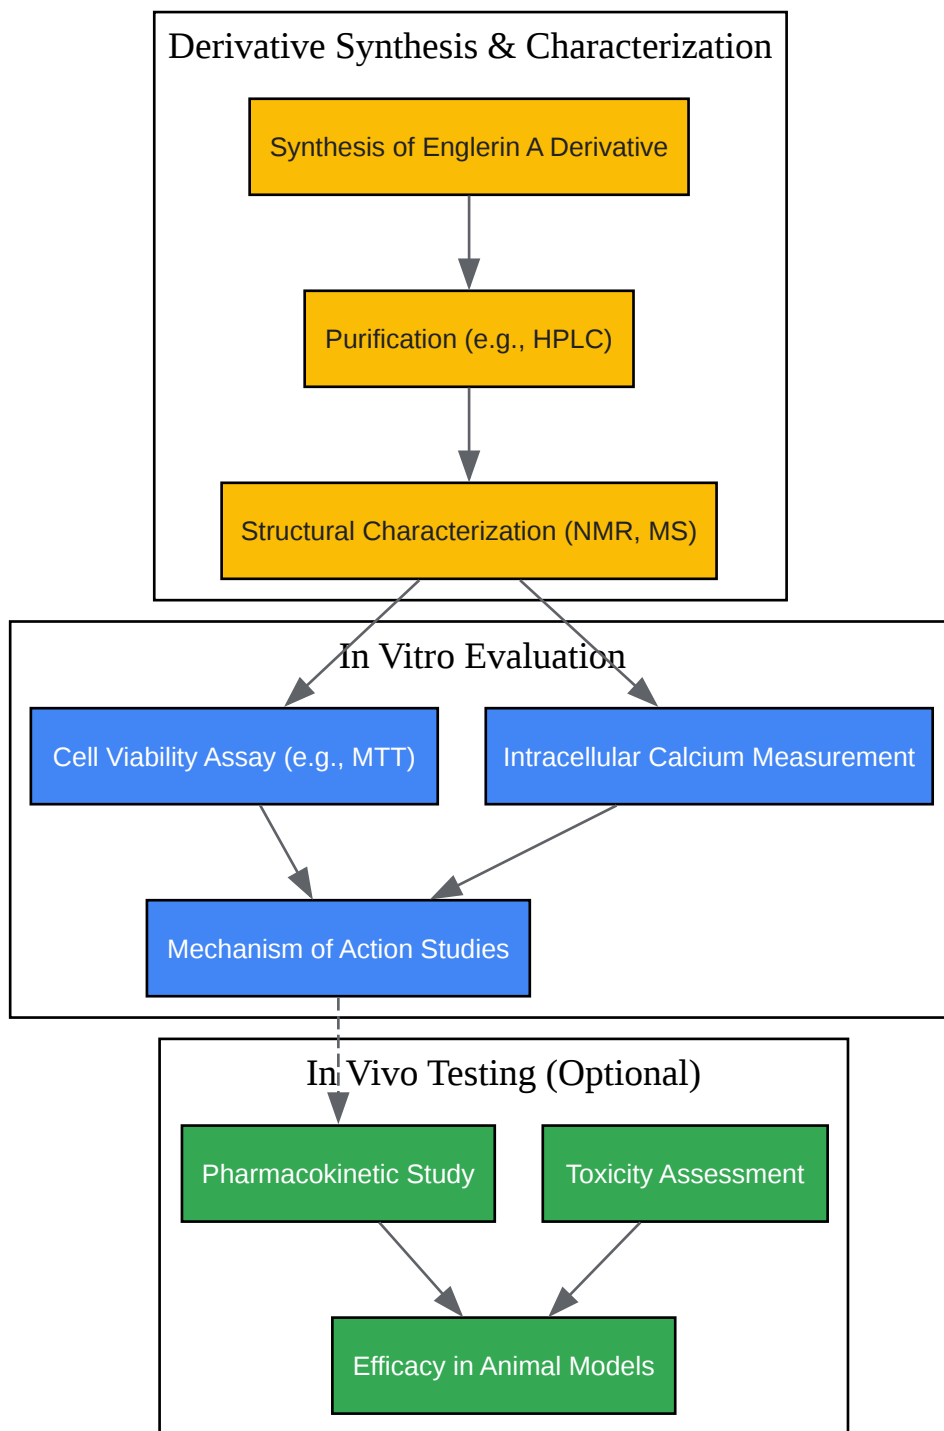 Derivative Synthesis & Characterization
Synthesis of Englerin A Derivative
Purification (e.g., HPLC)
Structural Characterization (NMR, MS)
In Vitro Evaluation
Cell Viability Assay (e.g., MTT)
Intracellular Calcium Measurement
Mechanism of Action Studies
In Vivo Testing (Optional)
Pharmacokinetic Study
Toxicity Assessment
Efficacy in Animal Models